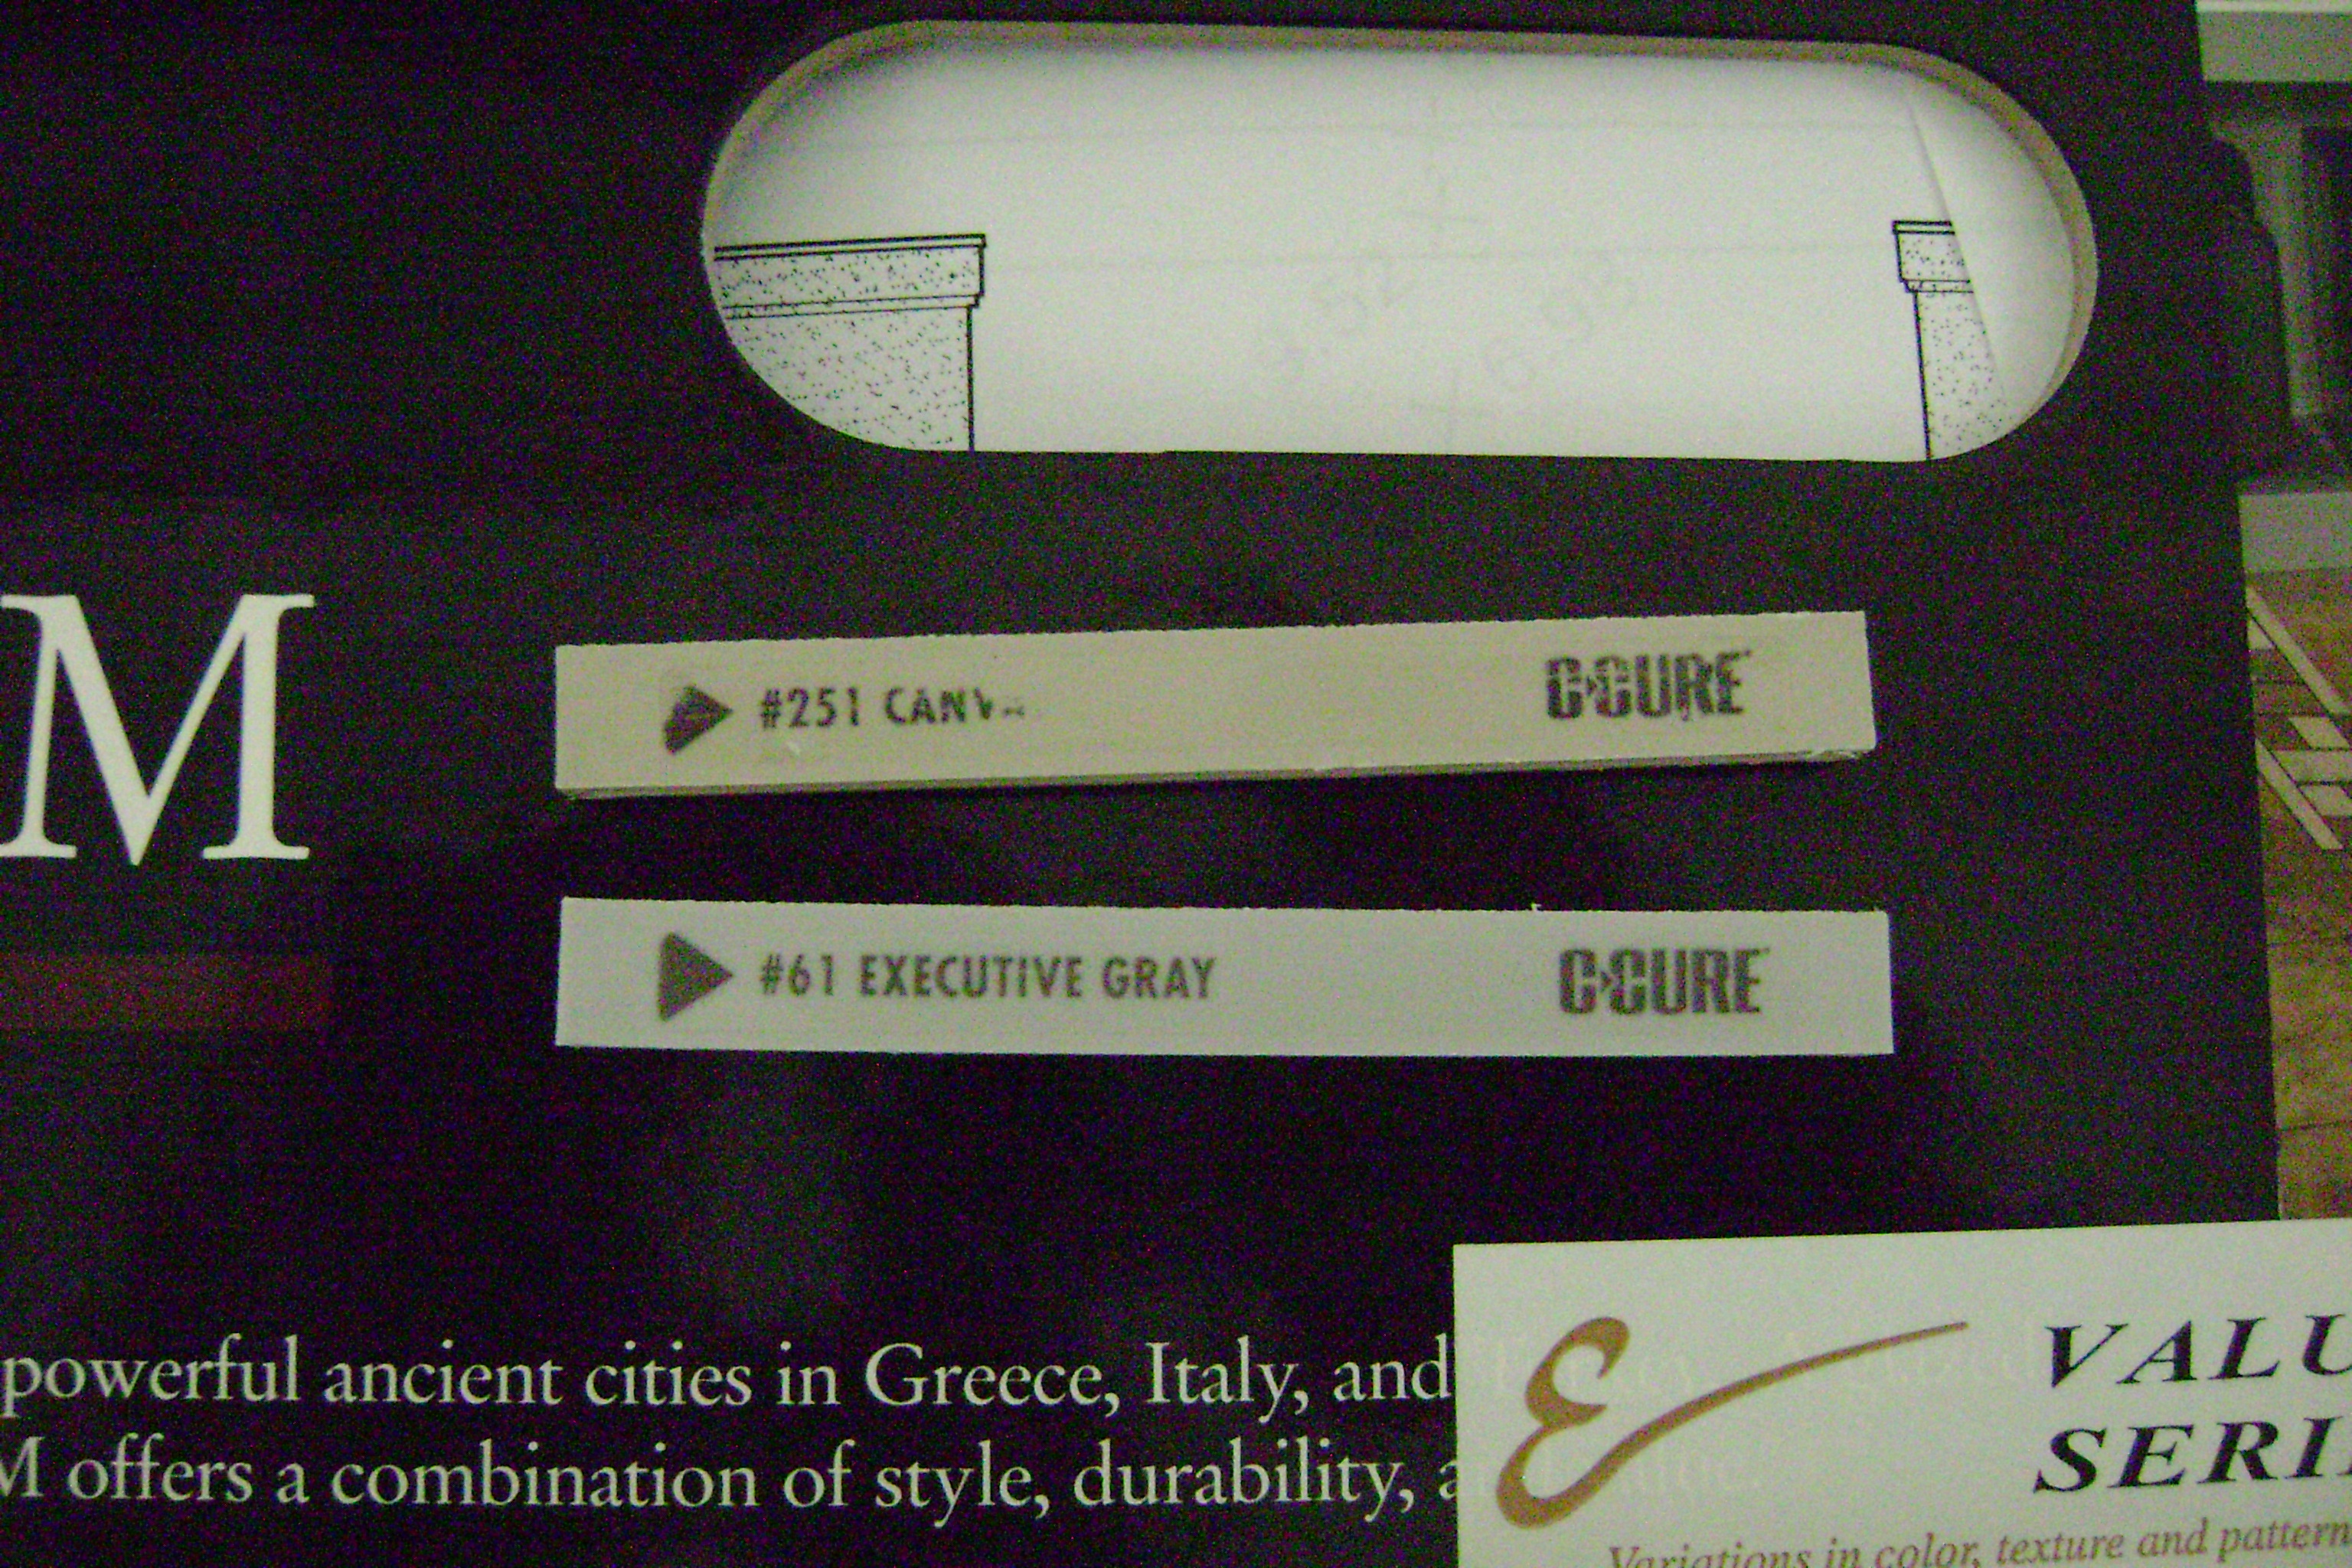 M
#251 CANV
C-CURE
#61 EXECUTIVE GRAY
C-CURE
powerful ancient cities in Greece, Italy, and
M offers a combination of style, durability, a
VALU
SERI
Variations in color, texture and pattern